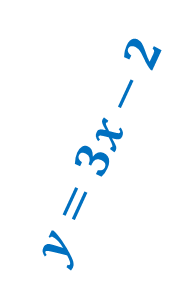 y = 3x − 2